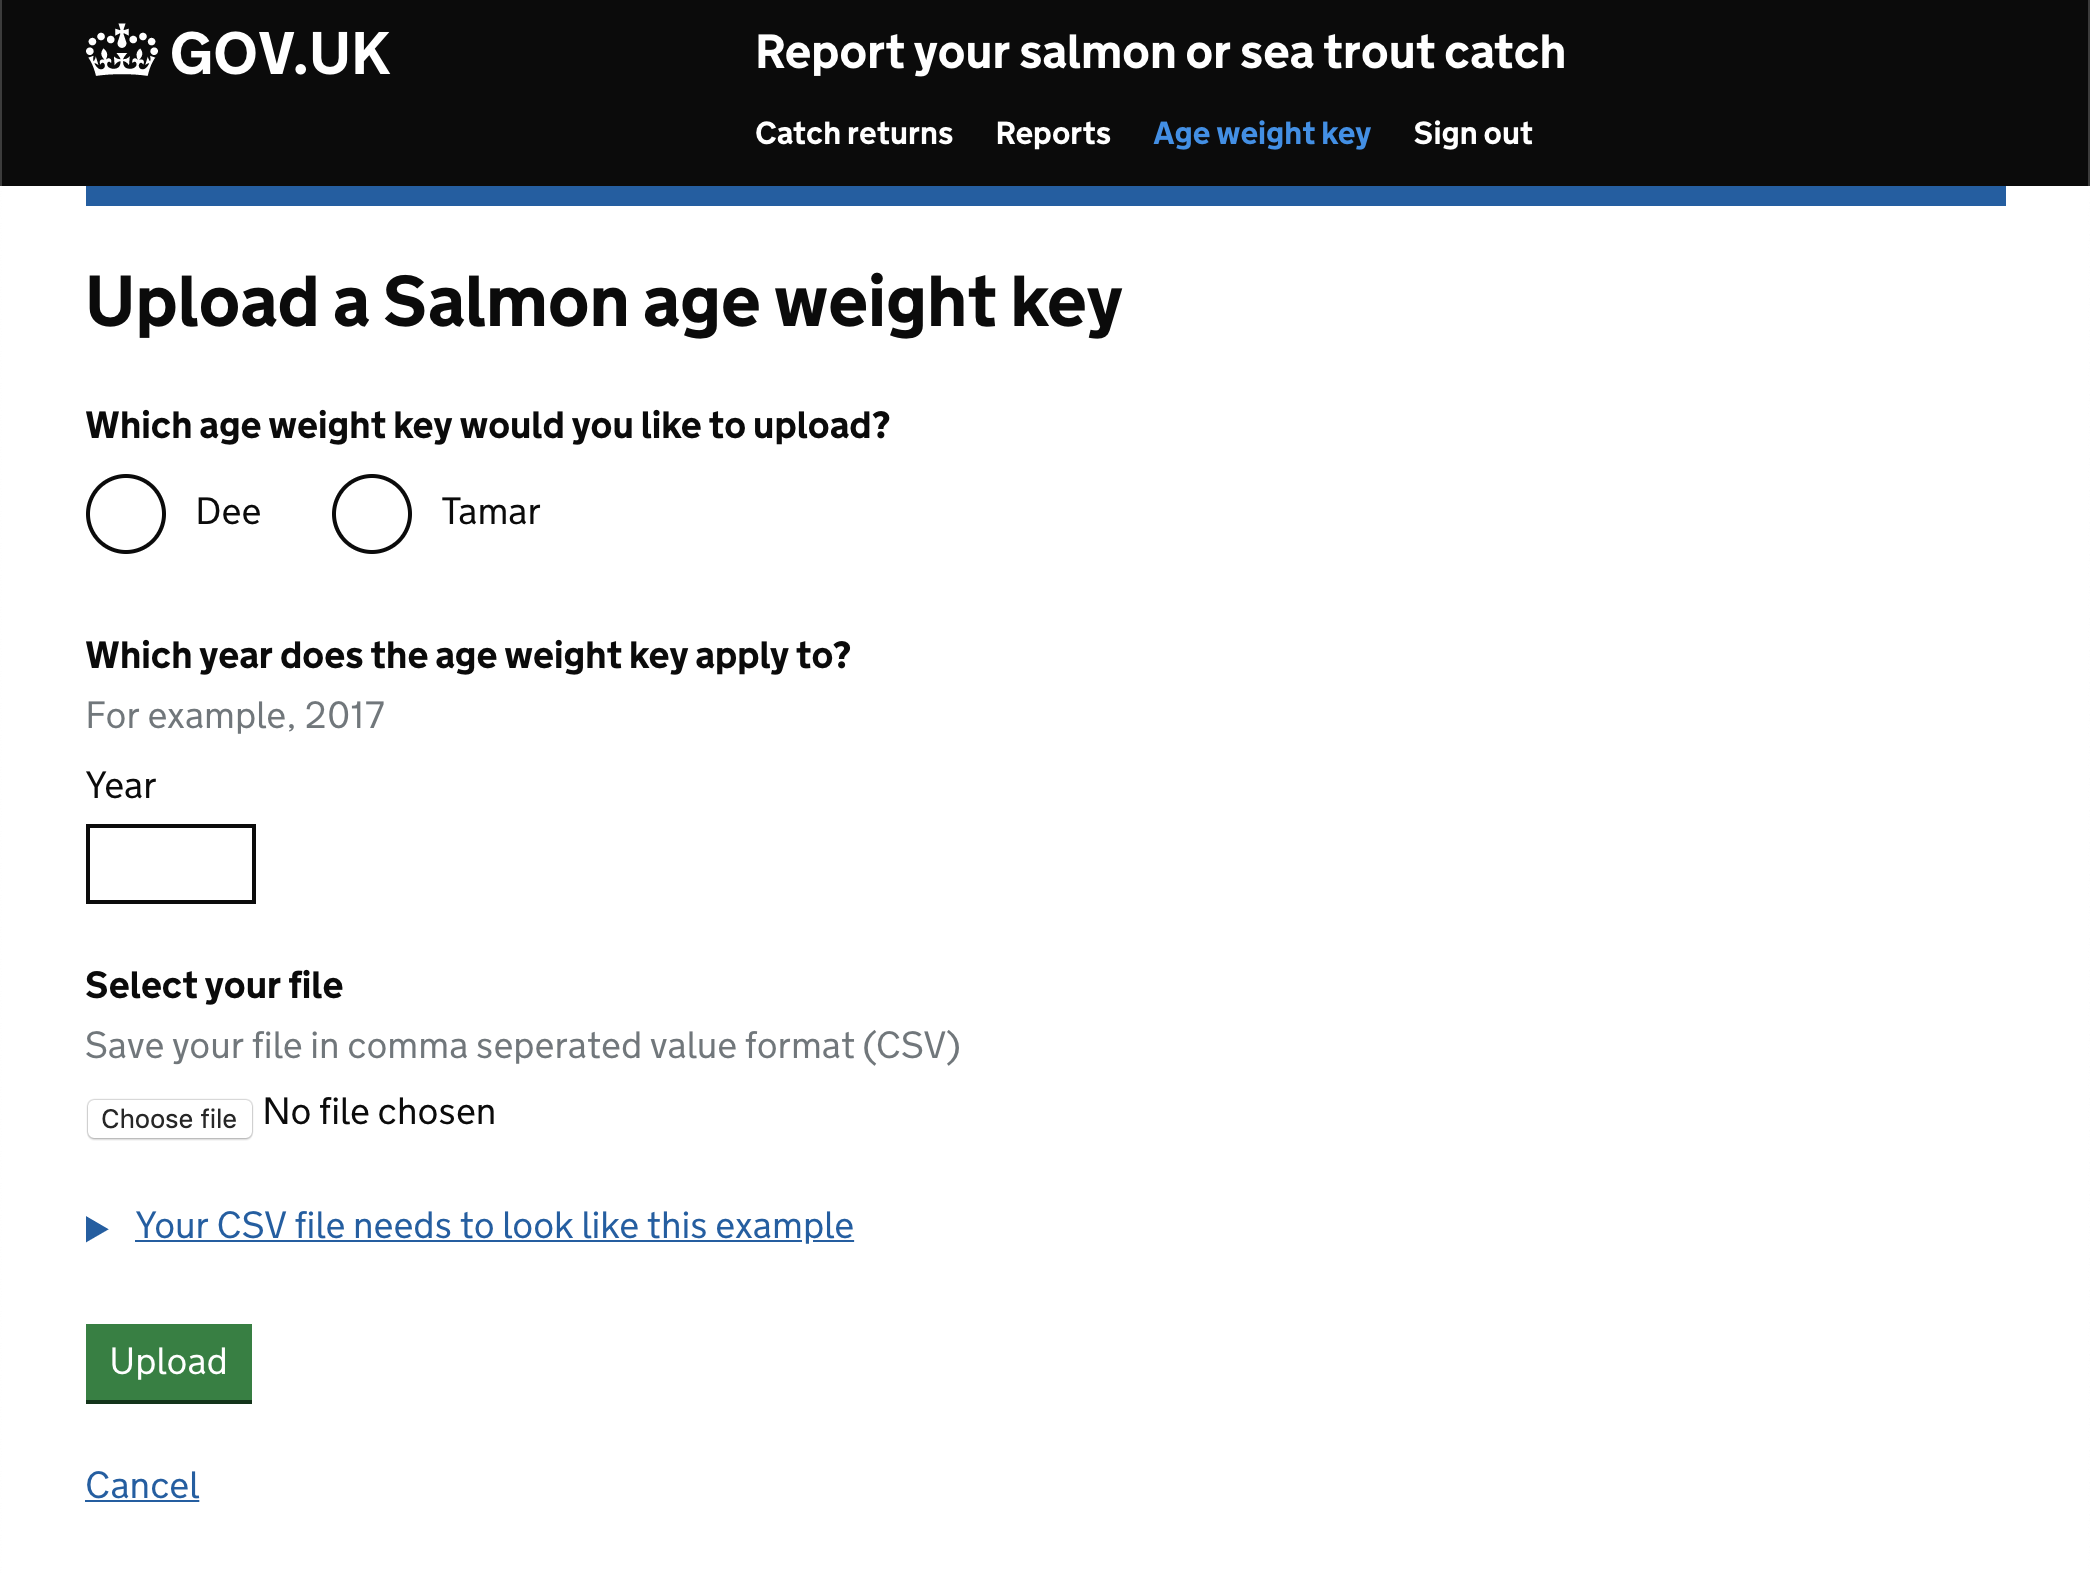 GOV.UK
Report your salmon or sea trout catch
Catch returns Reports Age weight key Sign out
Upload a Salmon age weight key
Which age weight key would you like to upload?
Dee Tamar
Which year does the age weight key apply to?
For example, 2017
Year
Select your file
Save your file in comma seperated value format (CSV)
Choose file No file chosen
Your CSV file needs to look like this example
Upload
Cancel